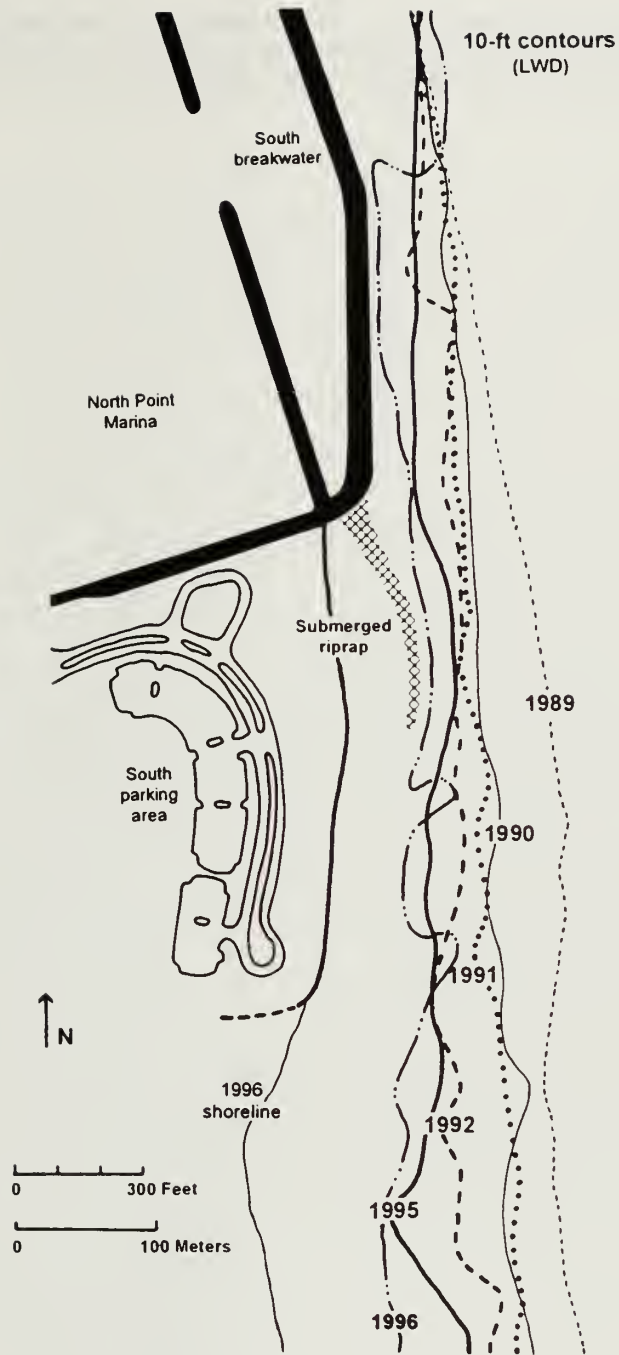 10-ft contours
(LWD)
South
breakwater
North Point
Marina
Submerged
riprap
1989
South
parking
area
1990
1991
N
1996
shoreline
1992
0 300 Feet
1995
0 100 Meters
1996